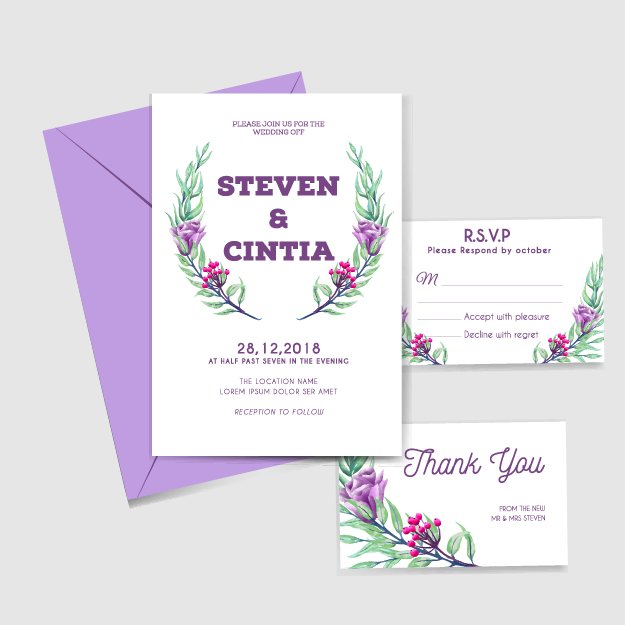 PLEASE JOIN US FOR THE
WEDDING OFF
STEVEN
&
CINTIA
28,12,2018
AT HALF PAST SEVEN IN THE EVENING
THE LOCATION NAME
LOREM IPSUM DOLOR SER AMET
RECEPTION TO FOLLOW
R.S.V.P
Please Respond by october
M
Accept with pleasure
Decline with regret
Thank You
FROM THE NEW
MR & MRS STEVEN